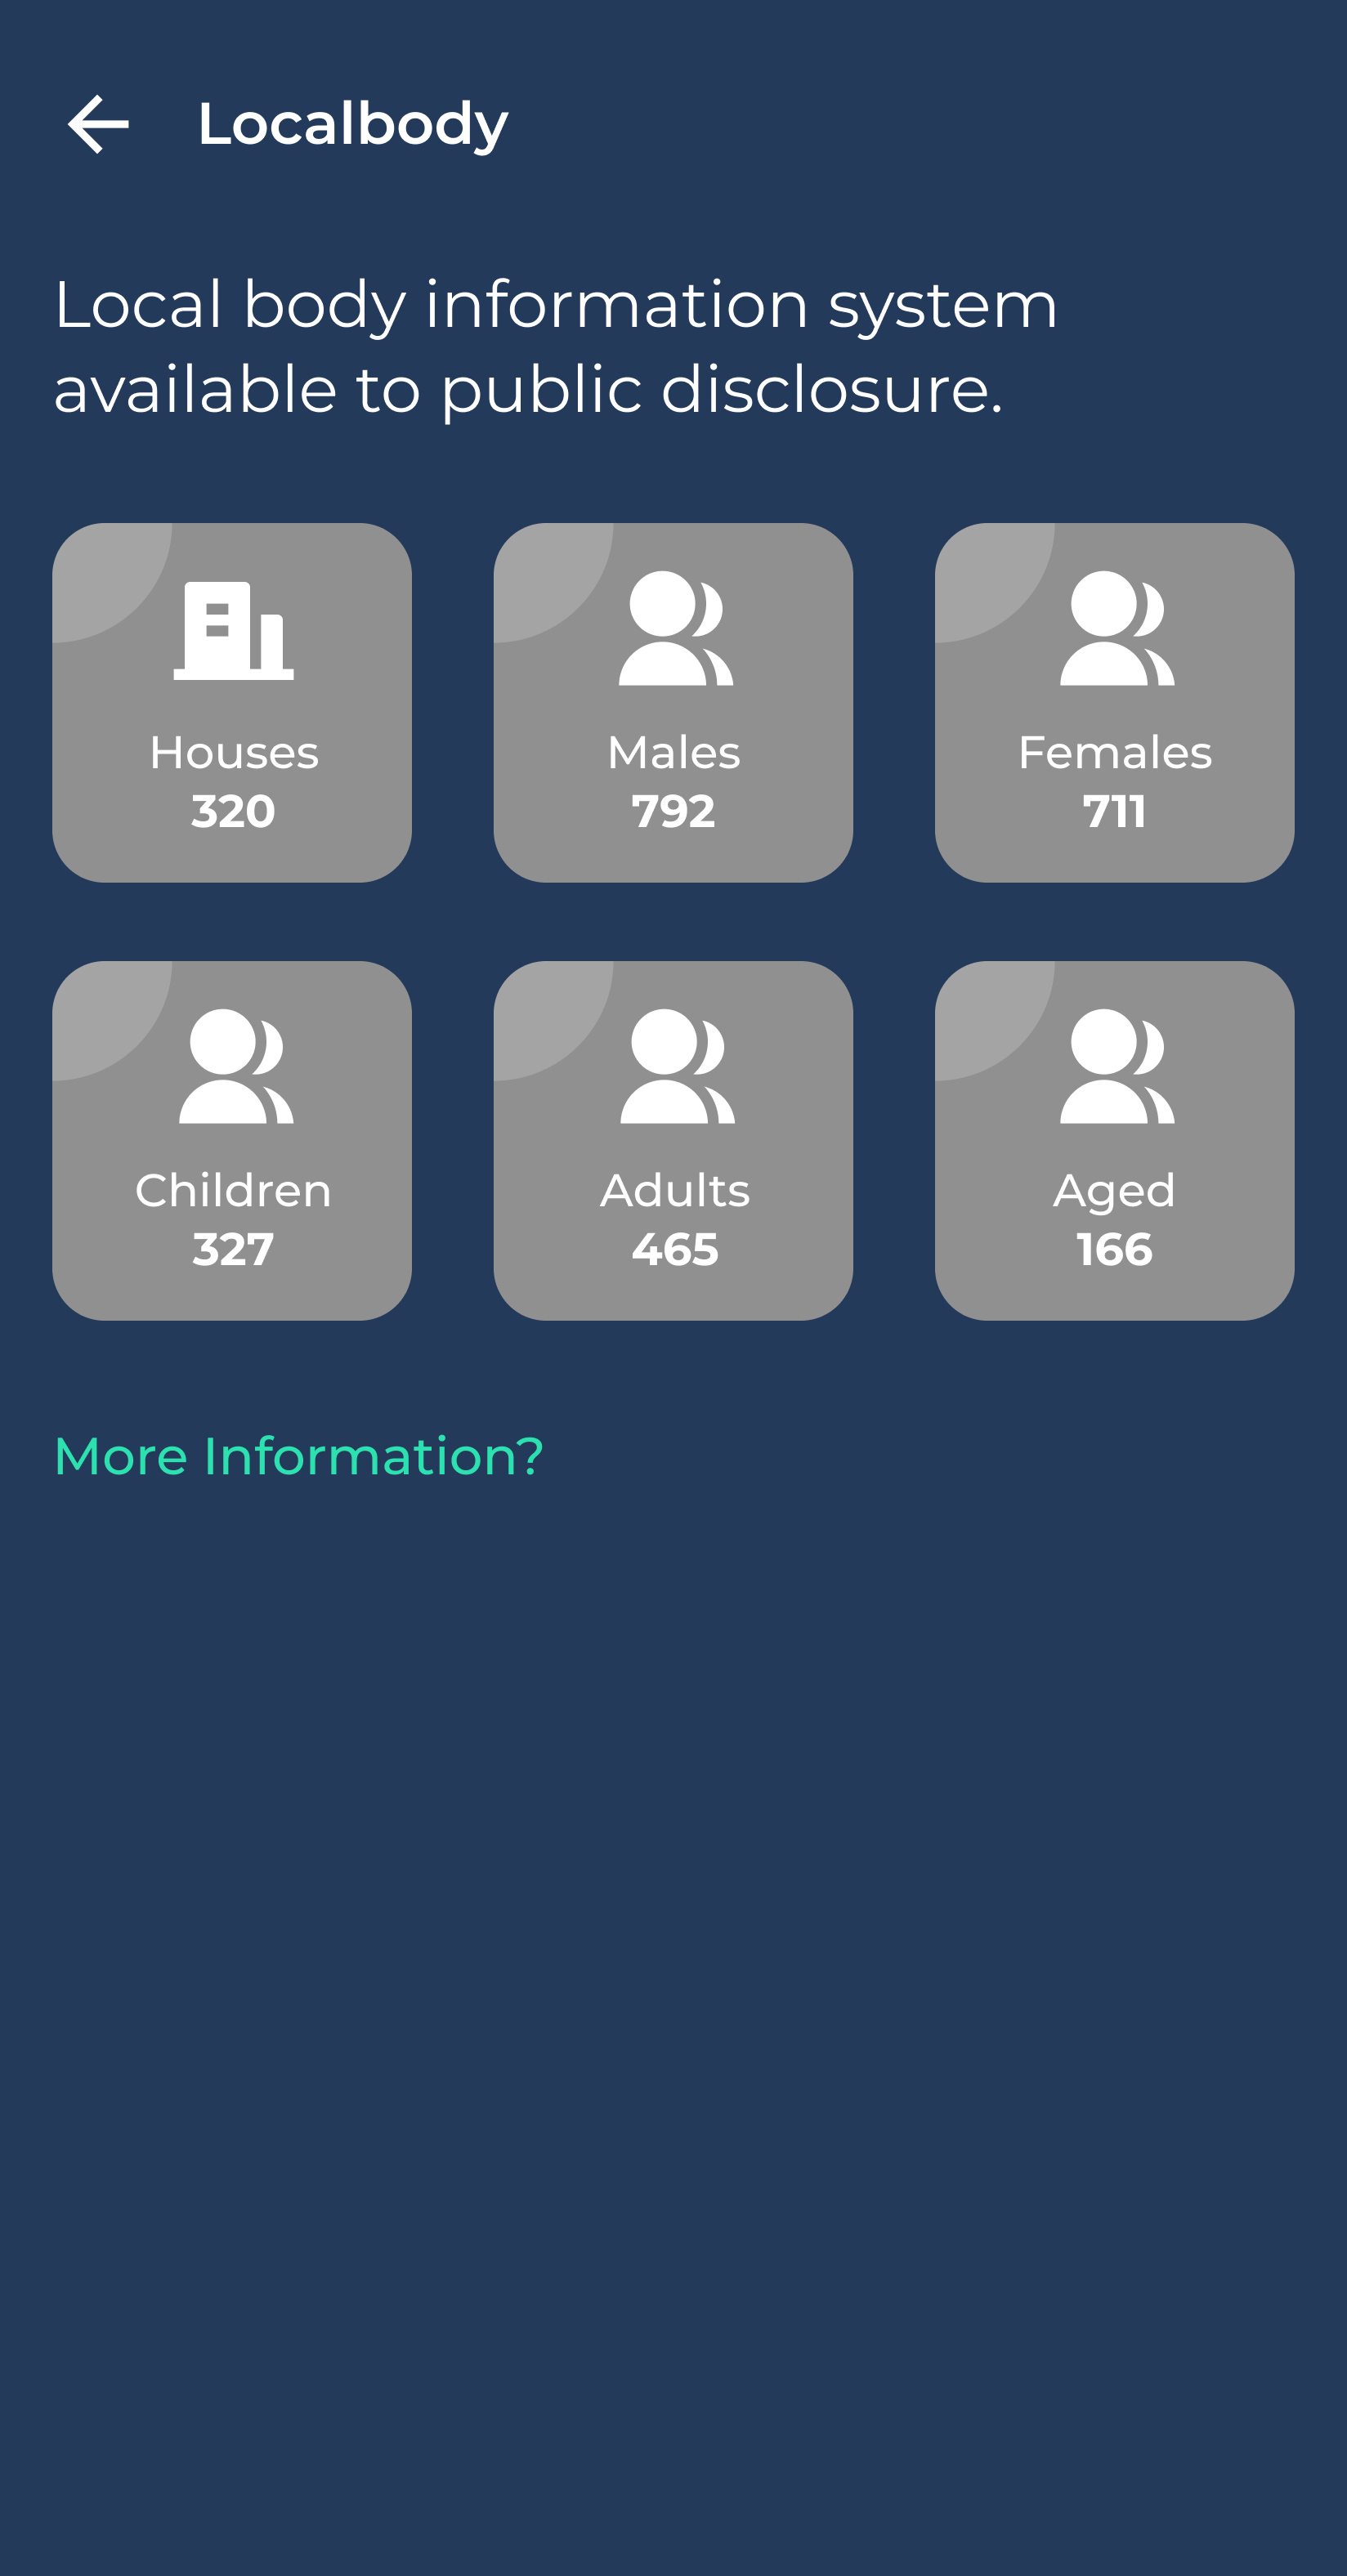 Localbody
Local body information system
available to public disclosure.
Houses
320
Males
792
Females
711
Children
327
Adults
465
Aged
166
More Information?